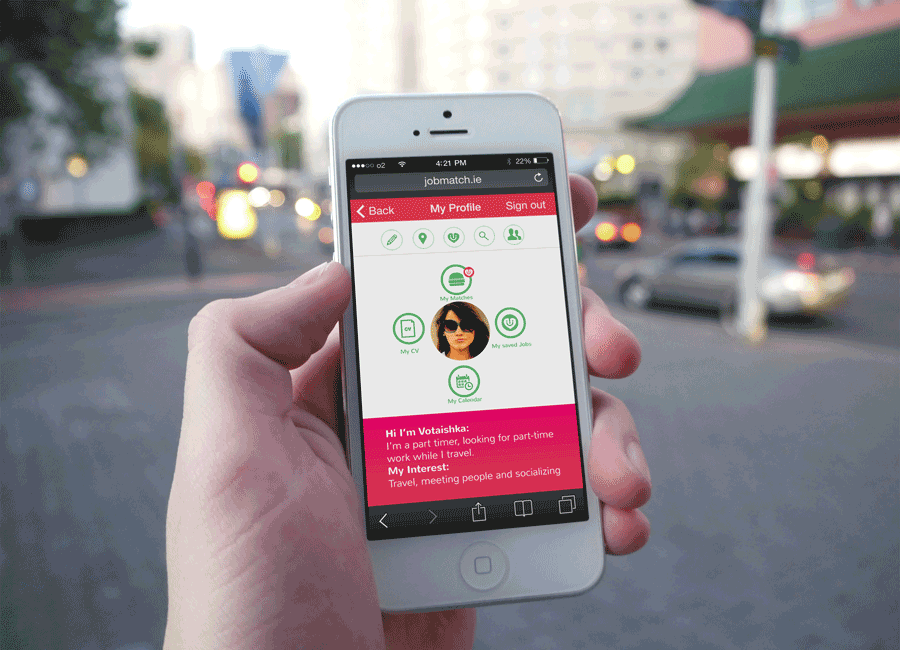 o2 4:21 PM 22%
jobmatch.ie
Back My Profile Sign out
My Matches
CV
My CV
My saved Jobs
My Calendar
Hi I'm Votaishka:
I'm a part timer, looking for part-time
work while I travel.
My Interest:
Travel, meeting people and socializing